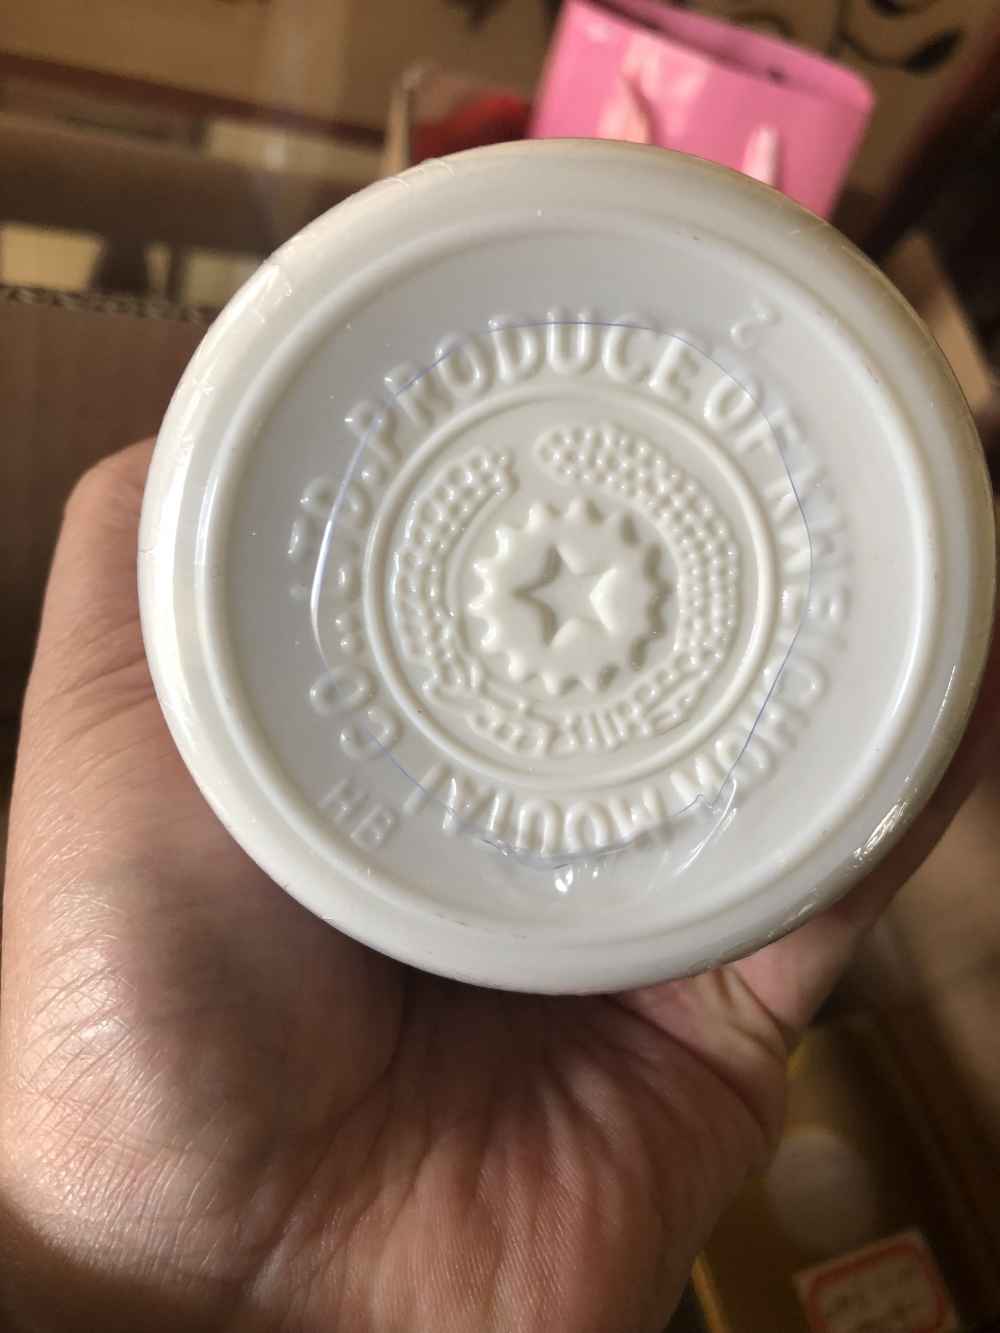 PRODUCE OF KWEICHOW MOUTAI CO.,LTD.
HB
2